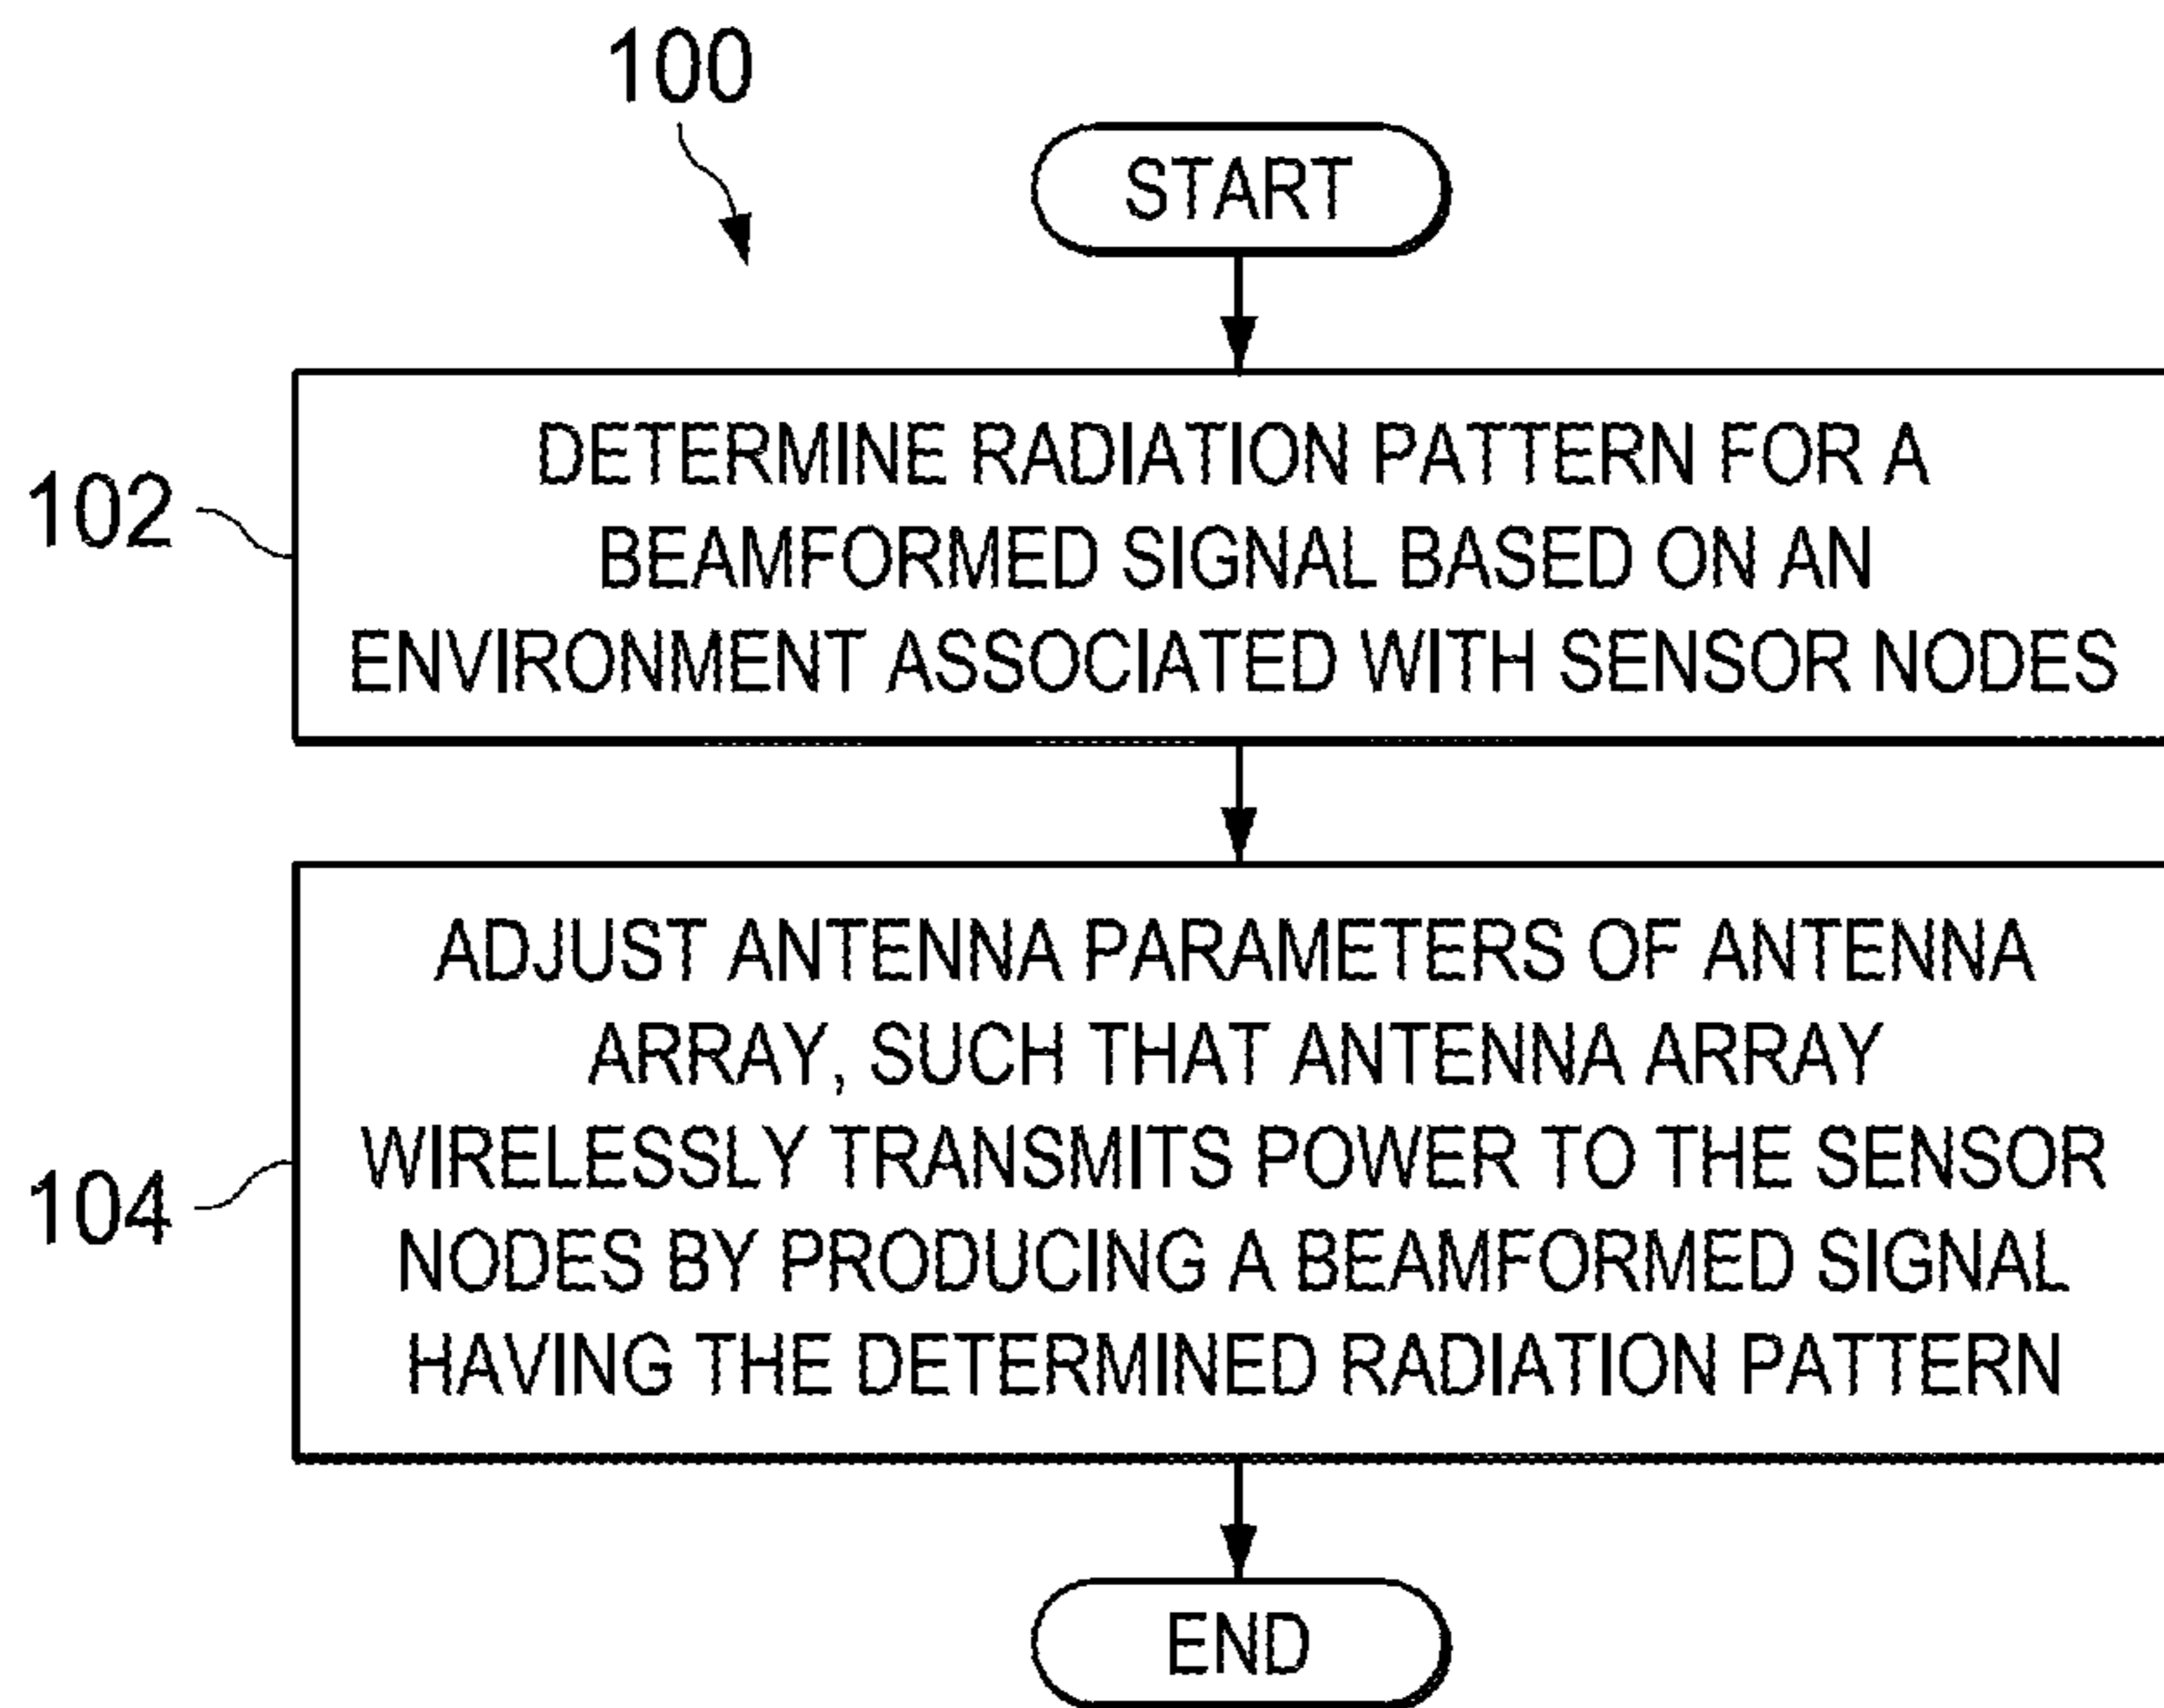 100
START
102
DETERMINE RADIATION PATTERN FOR A
BEAMFORMED SIGNAL BASED ON AN
ENVIRONMENT ASSOCIATED WITH SENSOR NODES
104
ADJUST ANTENNA PARAMETERS OF ANTENNA
ARRAY, SUCH THAT ANTENNA ARRAY
WIRELESSLY TRANSMITS POWER TO THE SENSOR
NODES BY PRODUCING A BEAMFORMED SIGNAL
HAVING THE DETERMINED RADIATION PATTERN
END